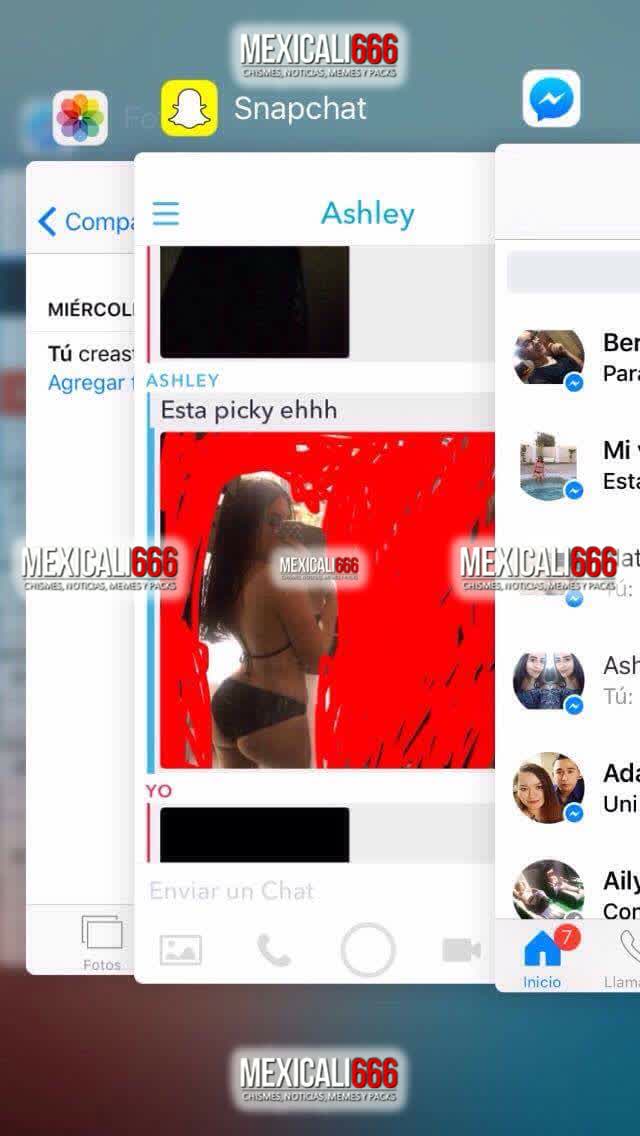 MEXICALI666
CHISMES, NOTICIAS, MEMES Y PACKS
Snapchat
Compa
MIÉRCOL
Tú creast
Agregar f
Fotos
Ashley
ASHLEY
Esta picky ehhh
MEXICALI666
CHISMES, NOTICIAS, MEMES Y PACKS
MEXICALI666
CHISMES, NOTICIAS, MEMES Y PACKS
MEXICALI666
CHISMES, NOTICIAS, MEMES Y PACKS
YO
Enviar un Chat
Ber
Para
Mi v
Esta
Tú:
Ash
Tú:
Ada
Uni
Aily
Con
7
Inicio
Llama
MEXICALI666
CHISMES, NOTICIAS, MEMES Y PACKS